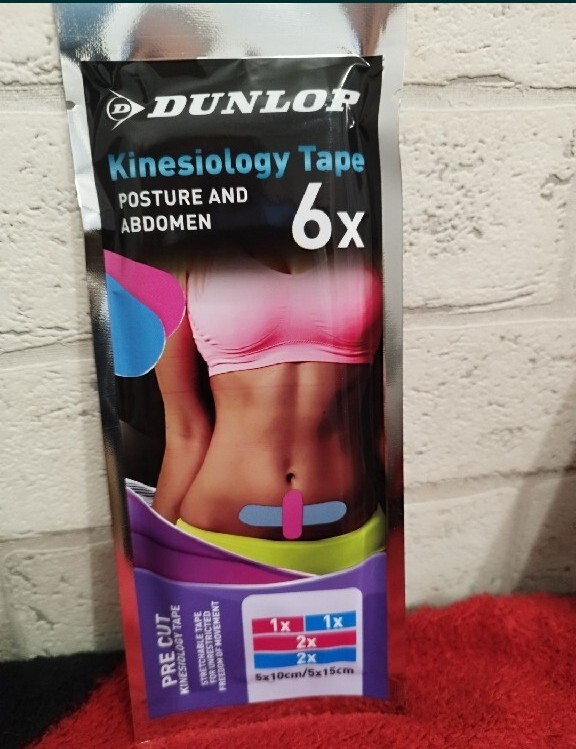 D DUNLOP
Kinesiology Tape
POSTURE AND
ABDOMEN
6x
PRE CUT
KINESIOLOGY TAPE
STRETCHABLE TAPE
FOR UNRESTRICTED
FREEDOM OF MOVEMENT
1x 1x
2x
2x
5x10cm/5x15cm